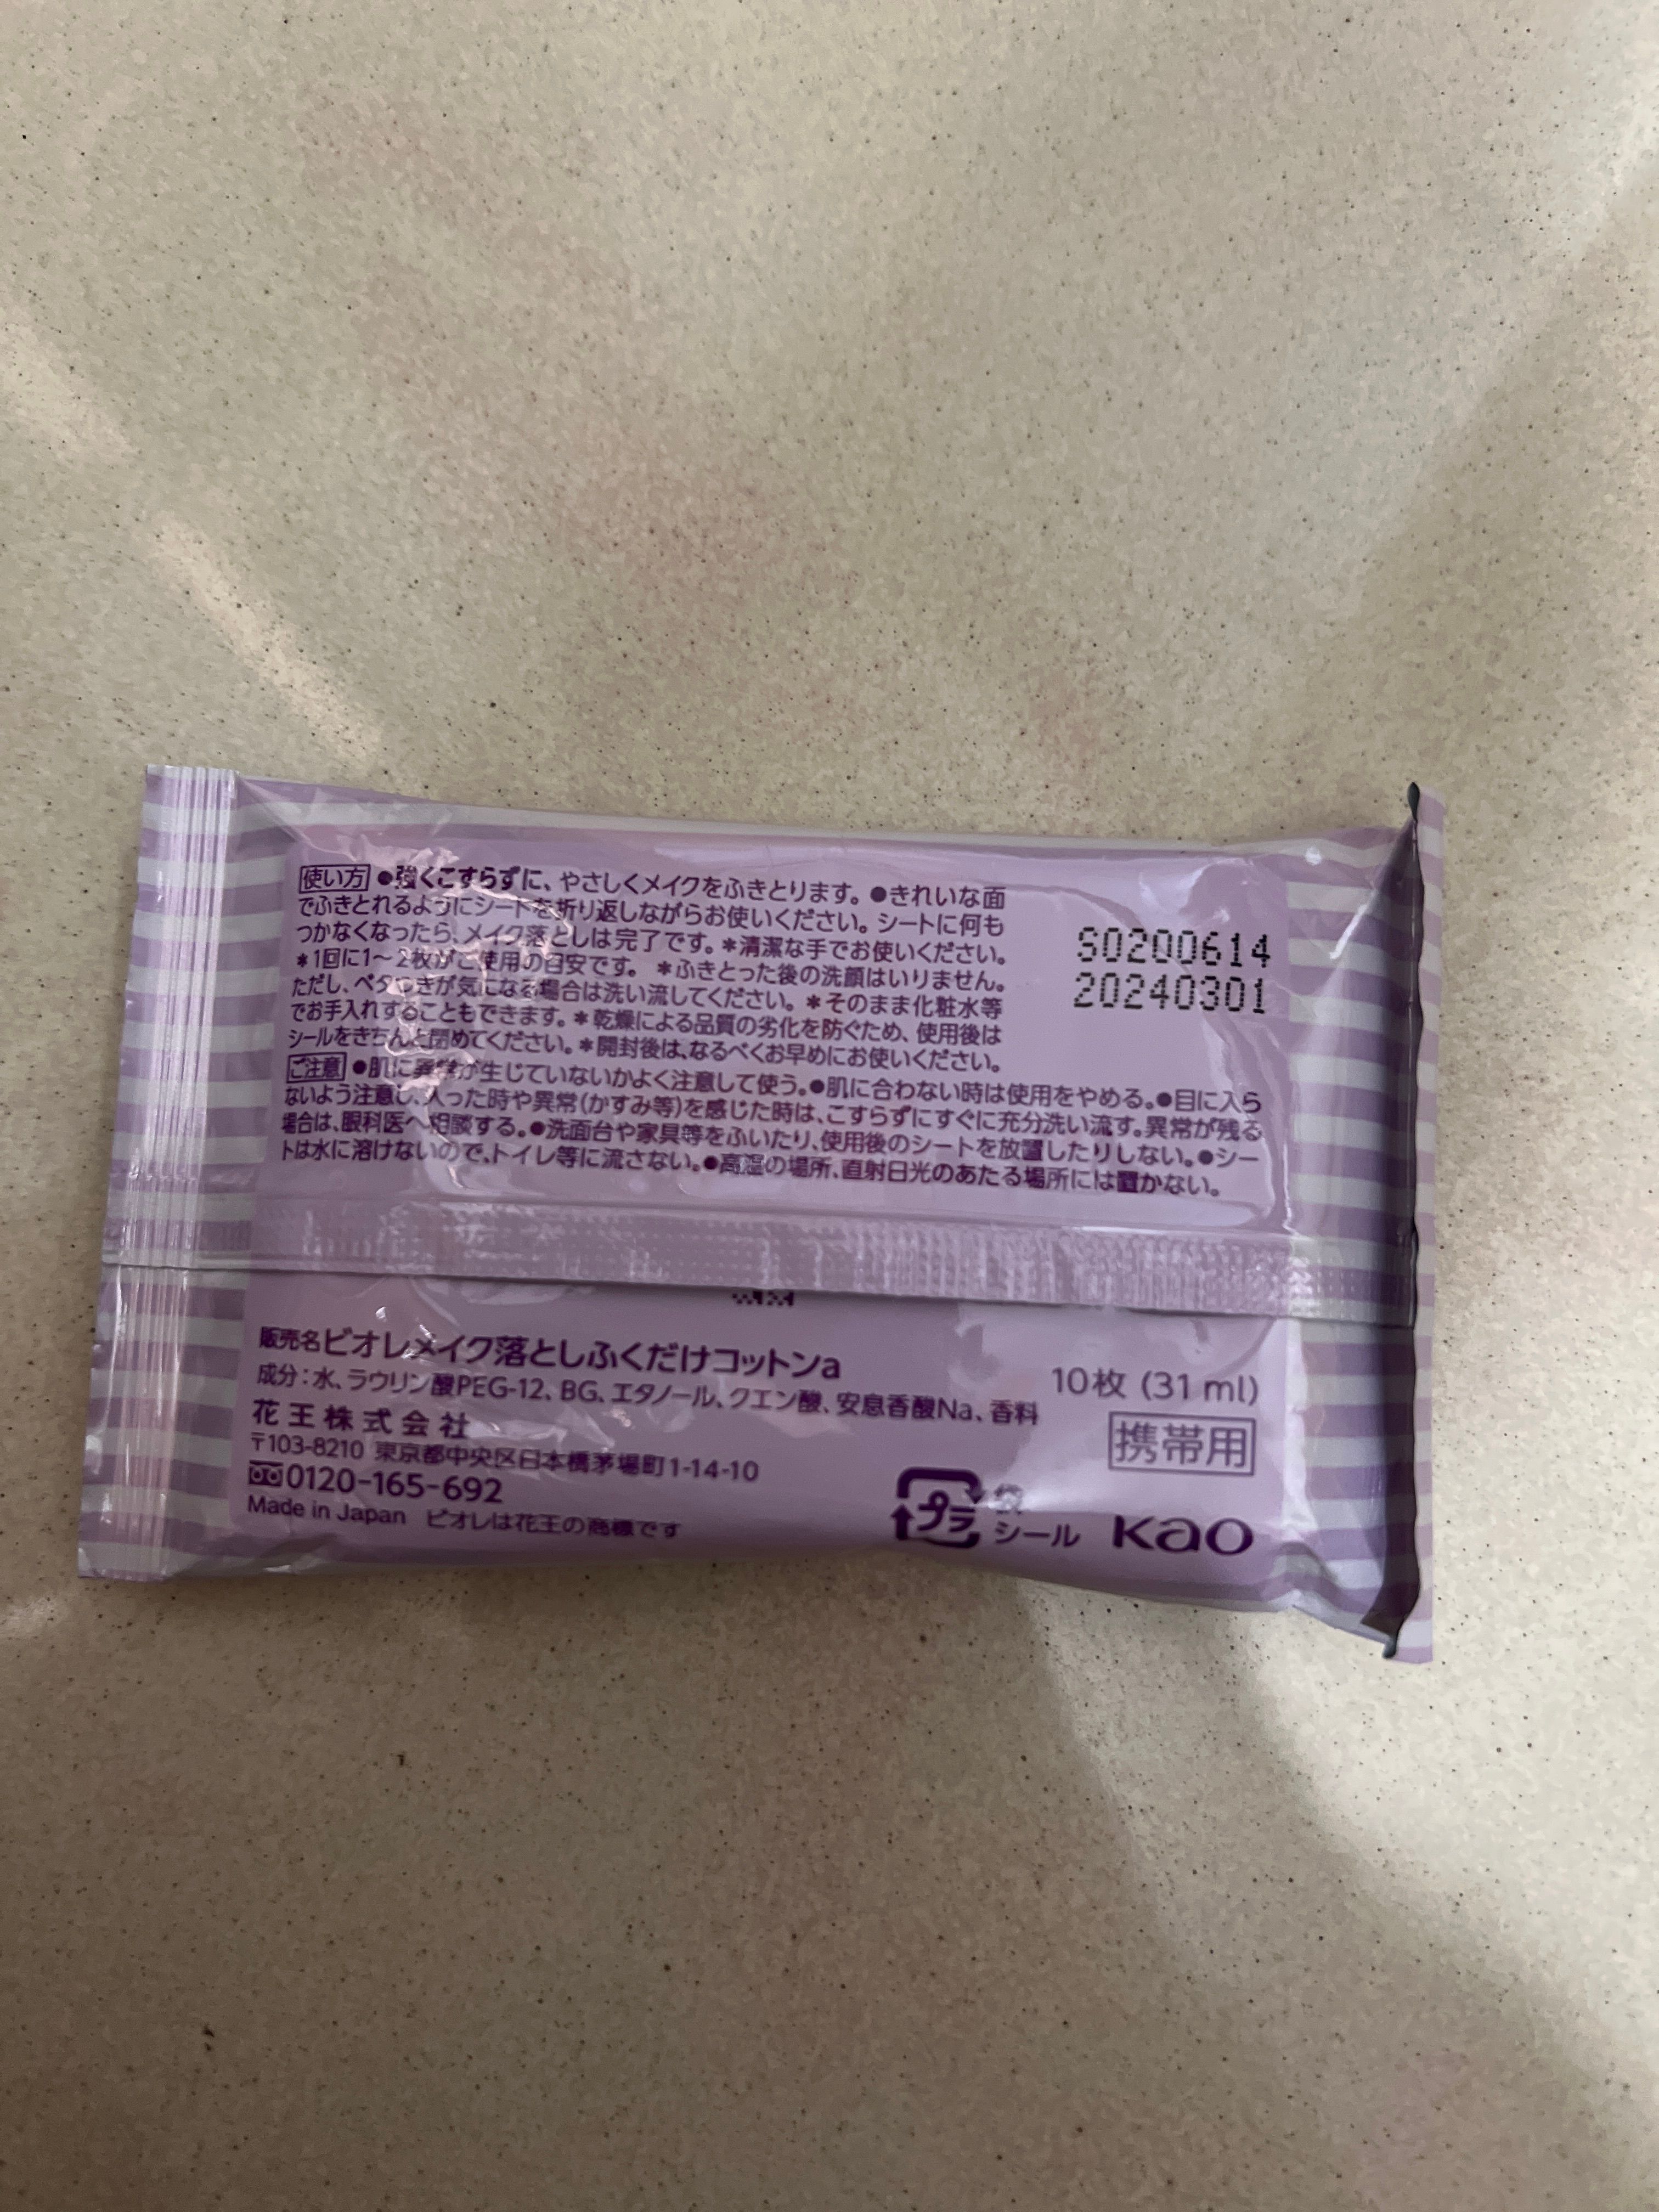 使い方 ●強くこすらずに、やさしくメイクをふきとります。●きれいな面
でふきとれるようにシートを折り返しながらお使いください。シートに何も
つかなくなったら、メイク落としは完了です。*清潔な手でお使いください。
*1回に1〜2枚がご使用の目安です。 *ふきとった後の洗顔はいりません。
ただし、ベタつきが気になる場合は洗い流してください。*そのまま化粧水等
でお手入れすることもできます。*乾燥による品質の劣化を防ぐため、使用後は
シールをきちんと閉めてください。*開封後は、なるべくお早めにお使いください。
S0200614
20240301
ご注意 ●肌に異常が生じていないかよく注意して使う。●肌に合わない時は使用をやめる。●目に入ら
ないよう注意し、入った時や異常(かすみ等)を感じた時は、こすらずにすぐに充分洗い流す。異常が残る
場合は、眼科医へ相談する。●洗面台や家具等をふいたり、使用後のシートを放置したりしない。●シー
トは水に溶けないので、トイレ等に流さない。●高温の場所、直射日光のあたる場所には置かない。
販売名ビオレメイク落としふくだけコットンa
成分：水、ラウリン酸PEG-12、BG、エタノール、クエン酸、安息香酸Na、香料
花王株式会社
〒103-8210 東京都中央区日本橋茅場町1-14-10
0120-165-692
Made in Japan ビオレは花王の商標です
10枚 (31 ml)
携帯用
プラ
袋
シール
Kao